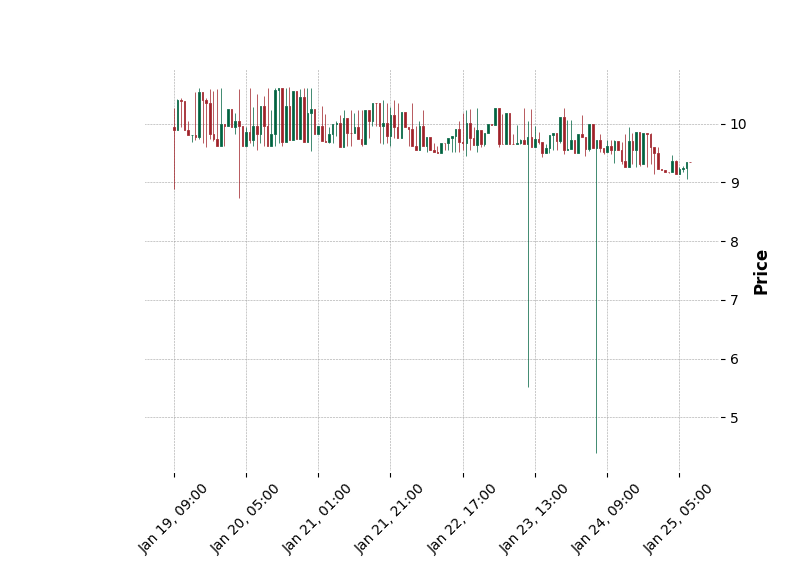 10
9
8
7
6
5
Price
Jan 19, 09:00
Jan 20, 05:00
Jan 21, 01:00
Jan 21, 21:00
Jan 22, 17:00
Jan 23, 13:00
Jan 24, 09:00
Jan 25, 05:00